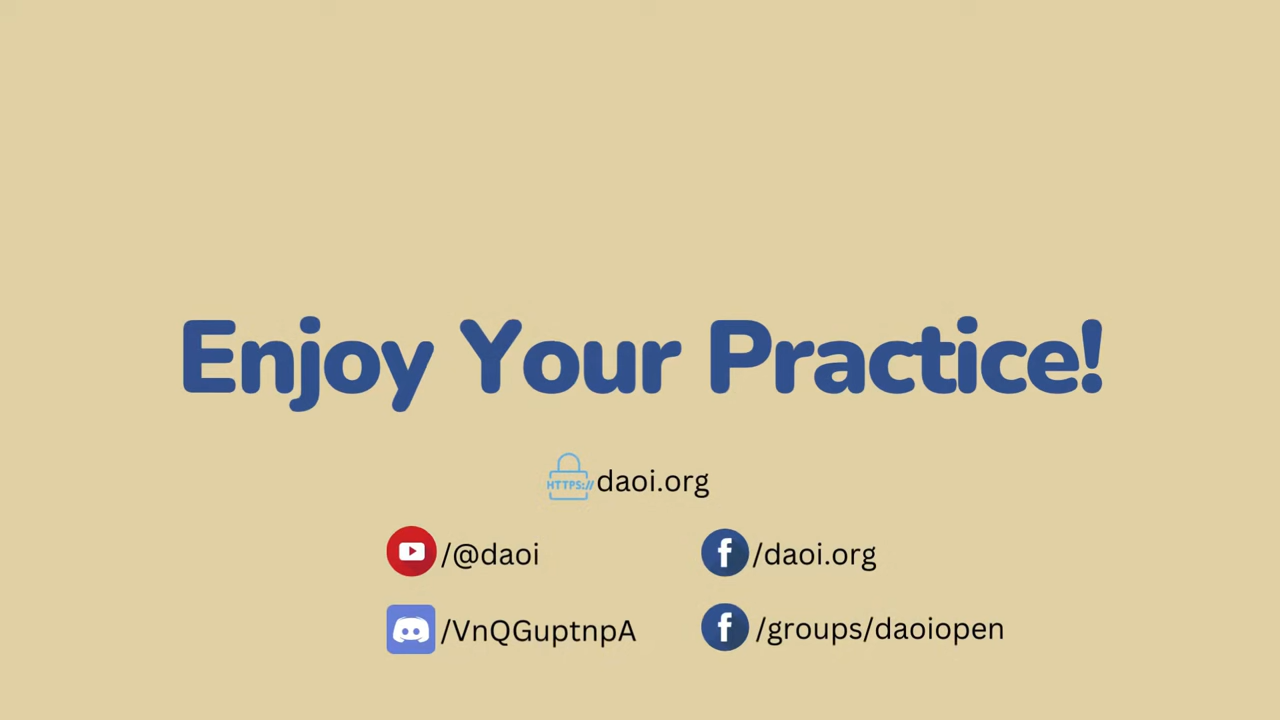 Enjoy Your Practice!
HTTPS://daoi.org
/@daoi
/daoi.org
/VnQGuptnpA
/groups/daoiopen